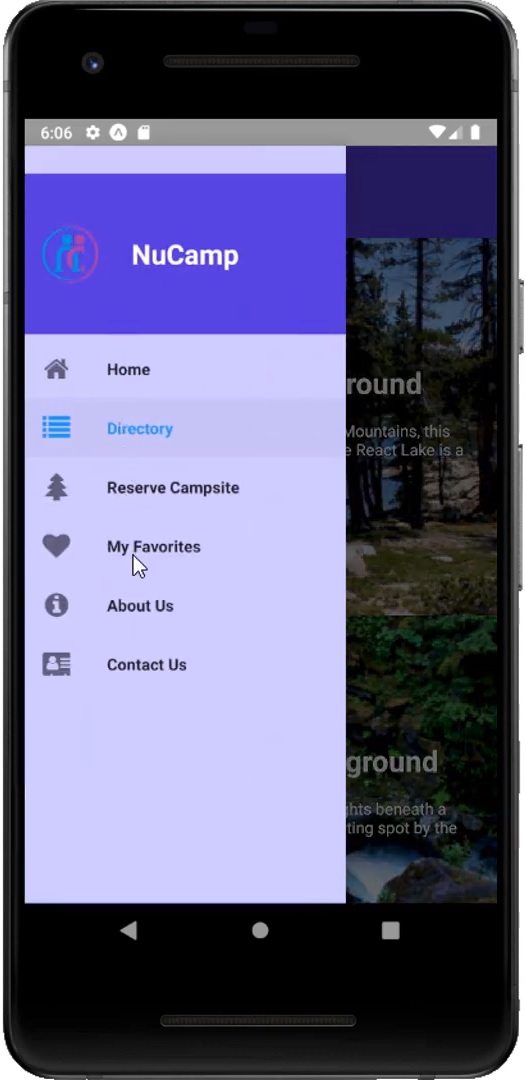 6:06
NuCamp
Home
Directory
Reserve Campsite
My Favorites
About Us
Contact Us
round
Mountains, this
React Lake is a
ground
ghts beneath a
ting spot by the